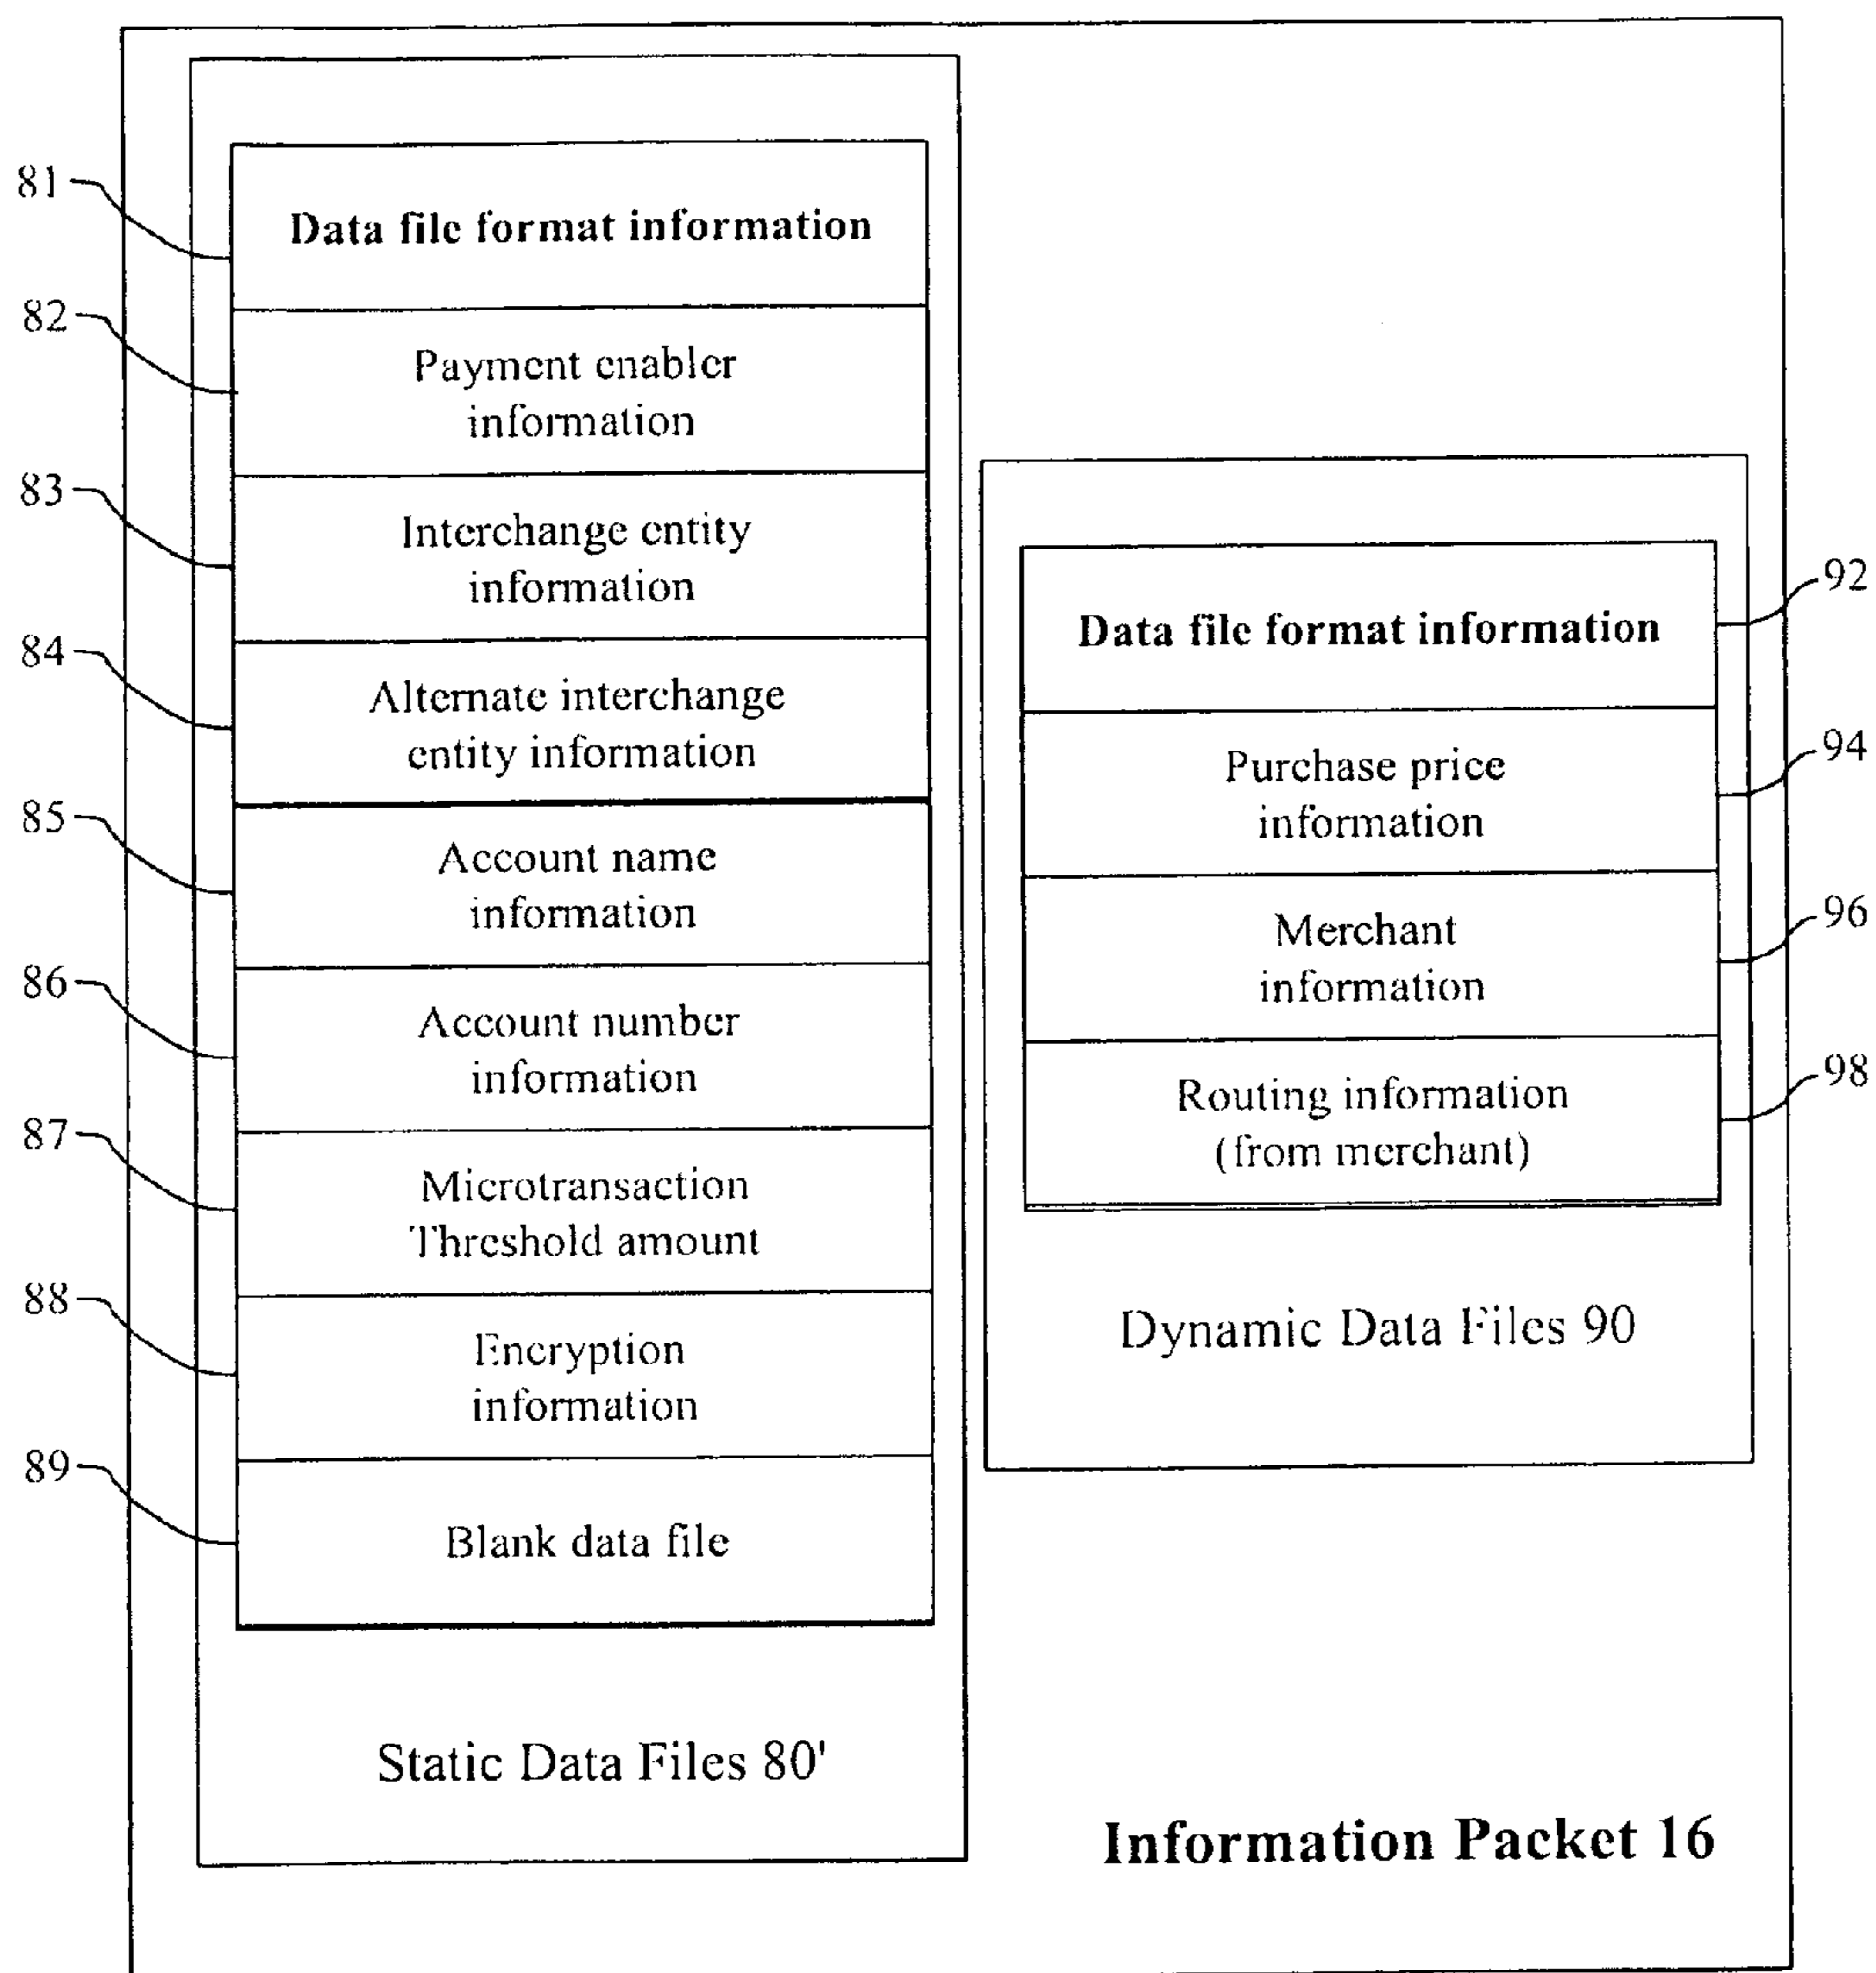 81
Data file format information
82
Payment enabler
information
83
Interchange entity
information
84
Alternate interchange
entity information
85
Account name
information
86
Account number
information
87
Microtransaction
Threshold amount
88
Encryption
information
89
Blank data file
Static Data Files 80'
92
Data file format information
94
Purchase price
information
96
Merchant
information
98
Routing information
(from merchant)
Dynamic Data Files 90
Information Packet 16